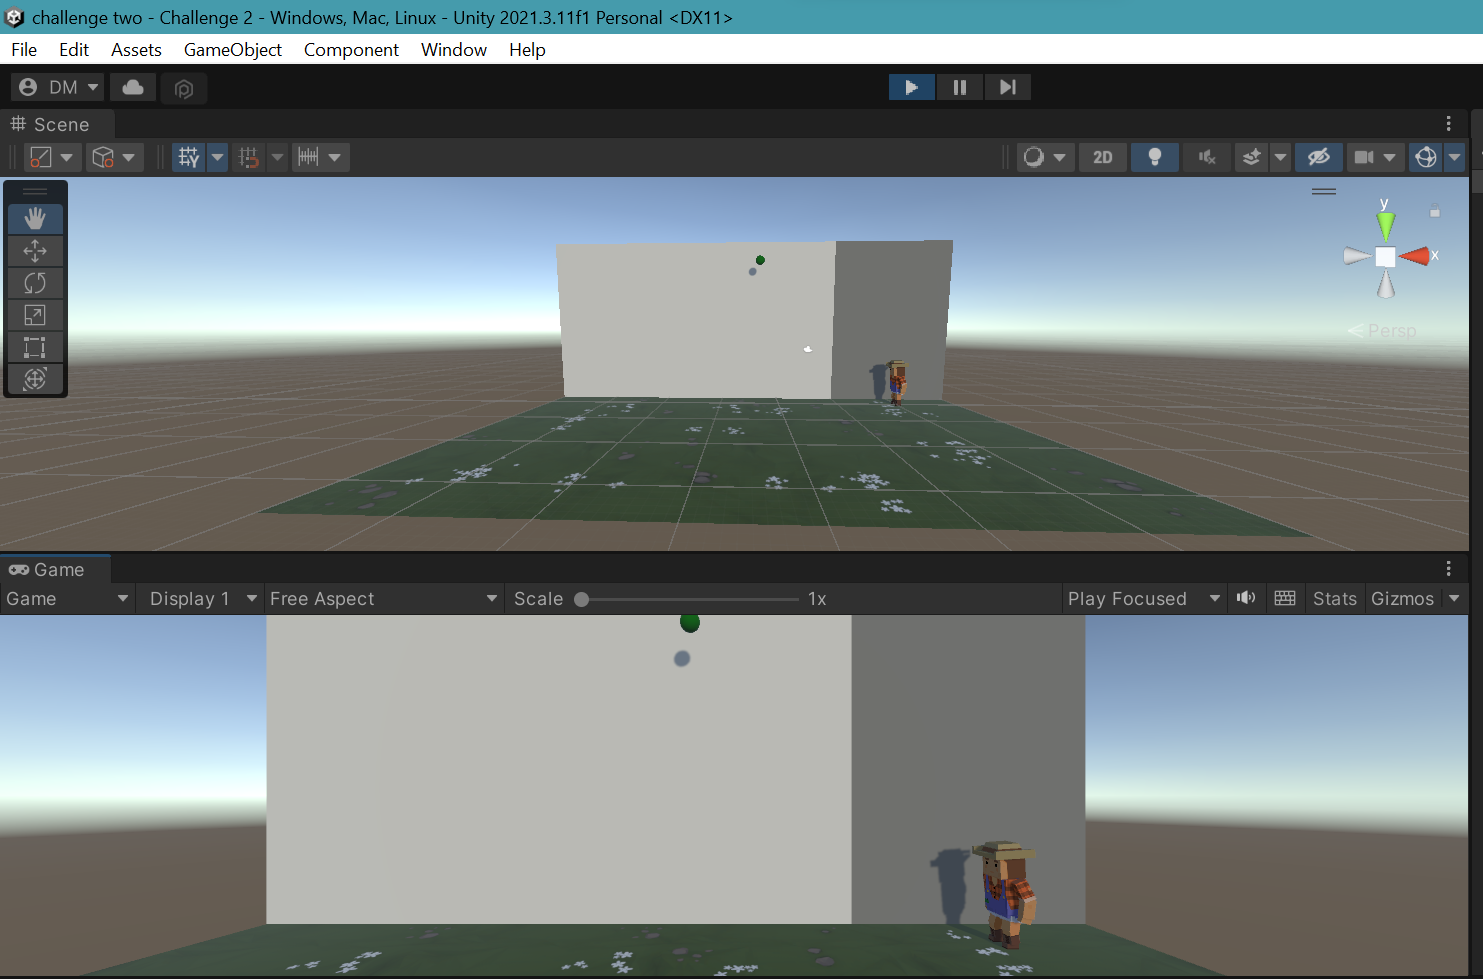 challenge two - Challenge 2 - Windows, Mac, Linux - Unity 2021.3.11f1 Personal <DX11>
File Edit Assets GameObject Component Window Help
DM
Scene
2D
y
x
Persp
Game
Game Display 1 Free Aspect Scale 1x Play Focused Stats Gizmos